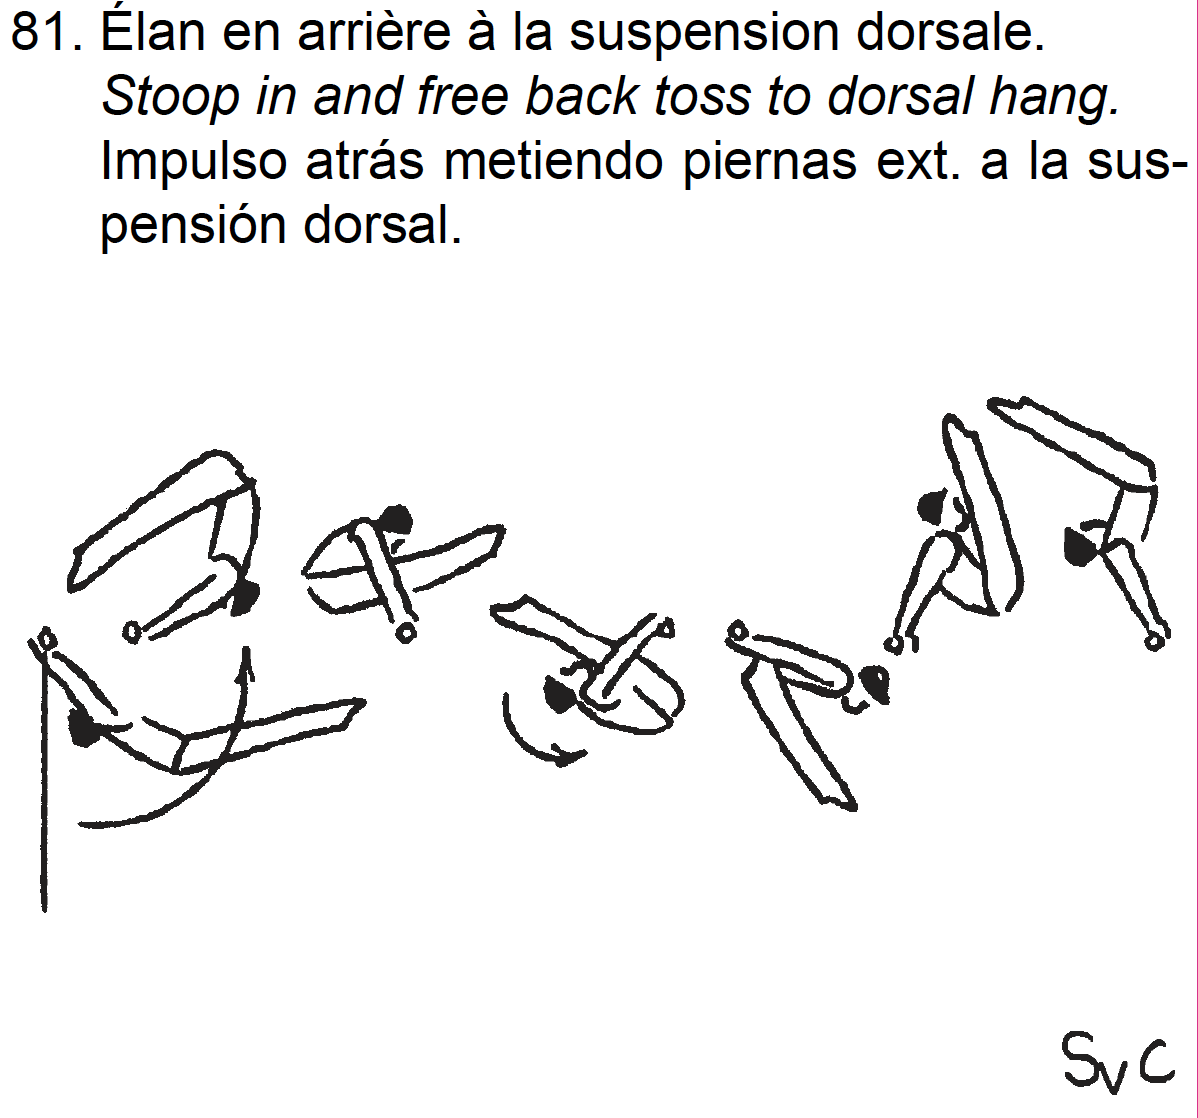 81. Élan en arrière à la suspension dorsale.
Stoop in and free back toss to dorsal hang.
Impulso atrás metiendo piernas ext. a la sus-
pensión dorsal.
SvC